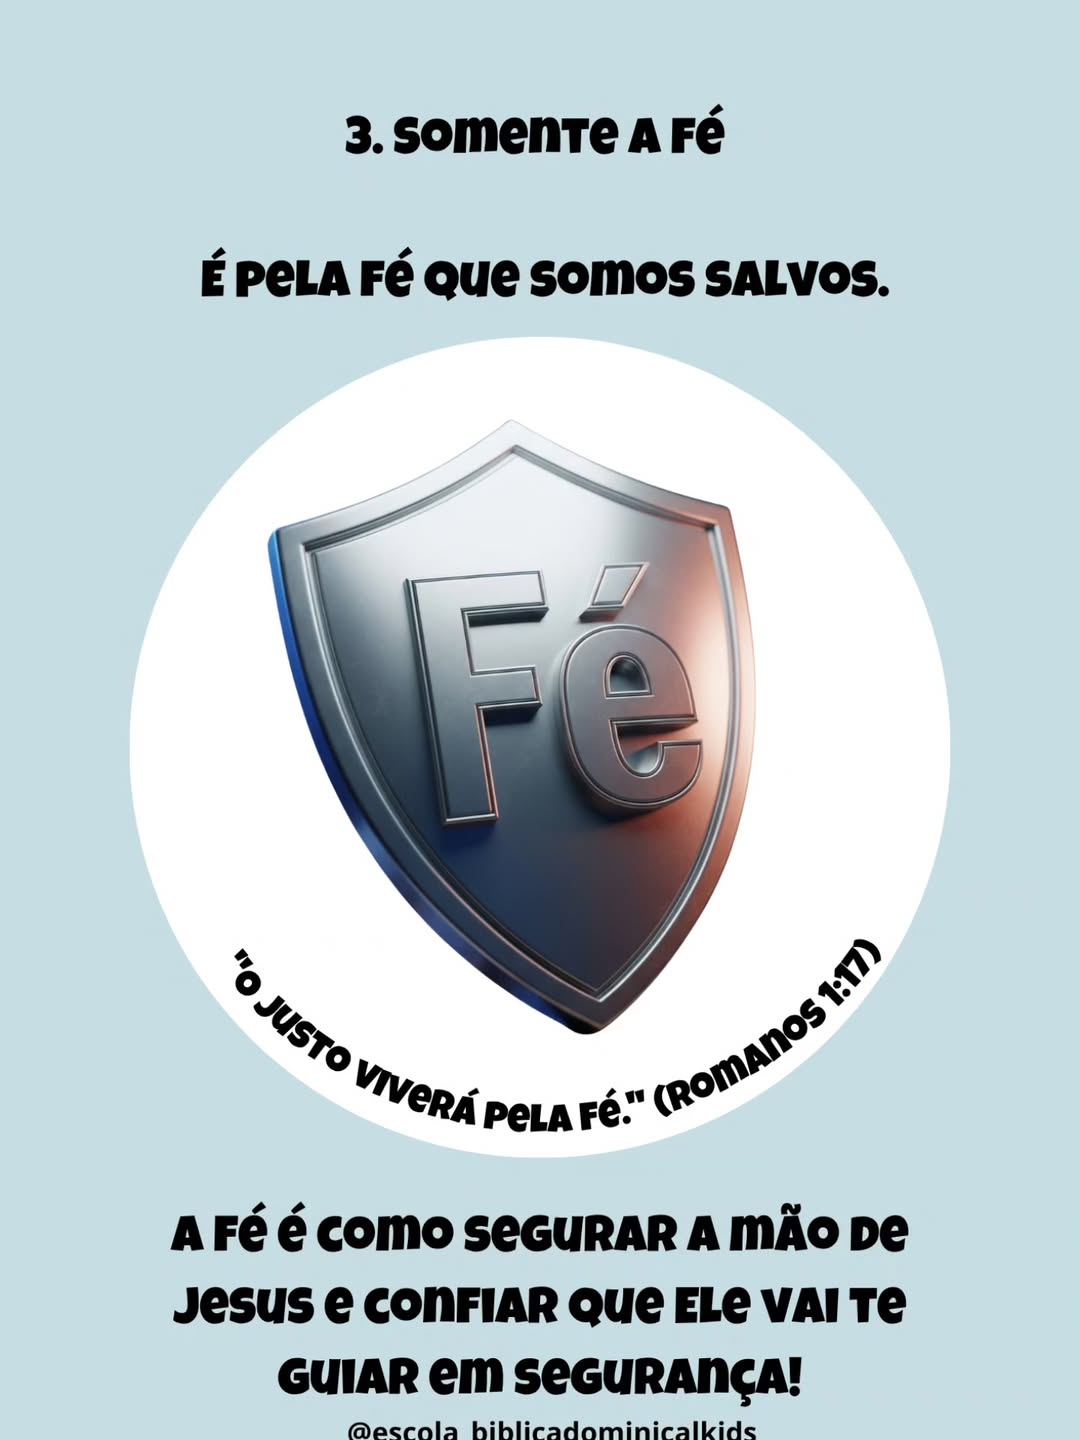 3. Somente a Fé
É pela Fé que somos salvos.
Fé
"O justo viverá pela Fé." (Romanos 1:17)
A Fé é como segurar a mão de
Jesus e confiar que Ele vai te
guiar em segurança!
@escola_biblicadominicalkids